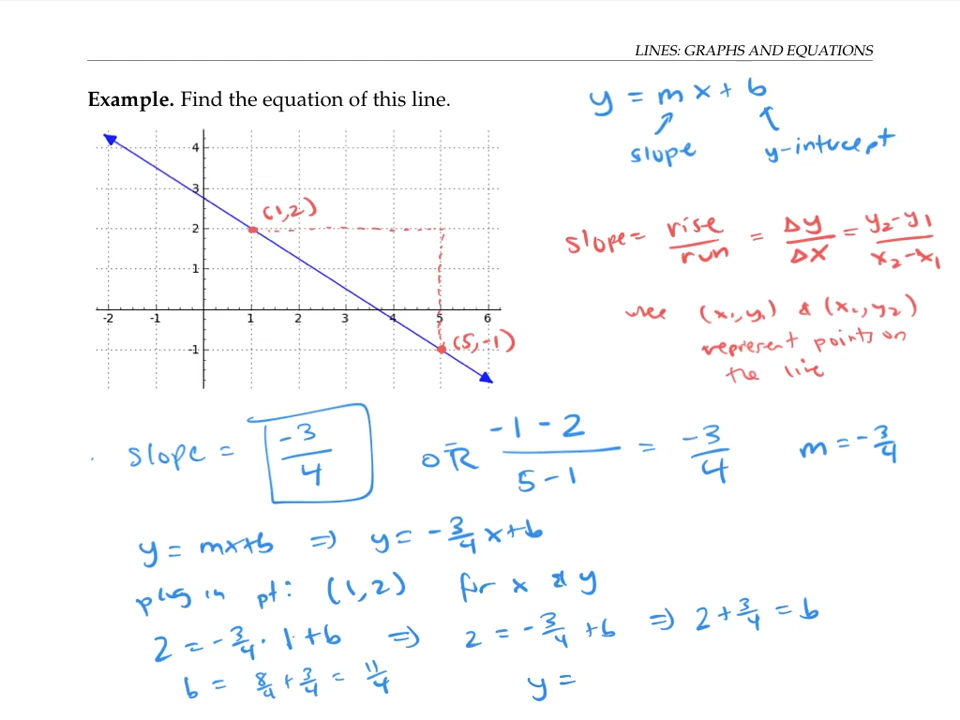 LINES: GRAPHS AND EQUATIONS
Example. Find the equation of this line.
y = mx + b
slope y-intercept
4
3
2
1
-1
-2 -1 1 2 3 4 5 6
(1,2)
(5,-1)
slope = rise/run = Δy/Δx = y₂-y₁/x₂-x₁
(x₁,y₁) & (x₂,y₂)
represent points on
the line
slope = -3/4 OR -1-2/5-1 = -3/4 m = -3/4
y = mx+b ⇒ y = -3/4 x+b
plug in pt: (1,2) for x & y
2 = -3/4 · 1 + b ⇒ 2 = -3/4 + b ⇒ 2 + 3/4 = b
b = 8/4 + 3/4 = 11/4 y =